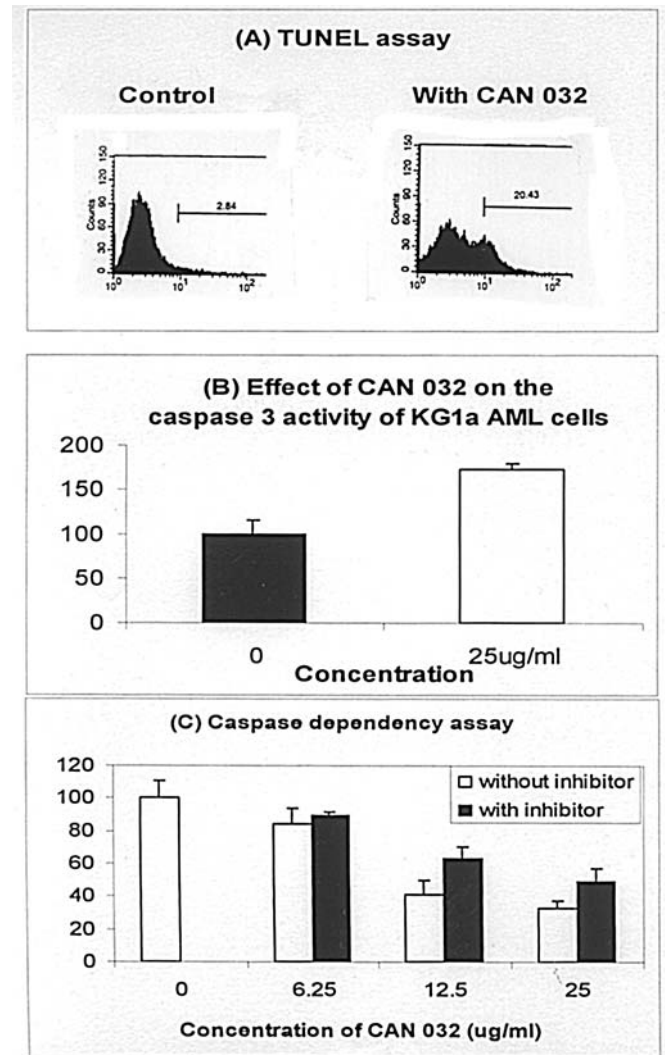 (A) TUNEL assay
Control With CAN 032
150
120
90
60
30
0
Counts
2.84
10⁰ 10¹ 10²
150
120
90
60
30
0
Counts
20.43
10⁰ 10¹ 10²
(B) Effect of CAN 032 on the
caspase 3 activity of KG1a AML cells
200
150
100
50
0
0 25ug/ml
Concentration
(C) Caspase dependency assay
120
100
80
60
40
20
0
without inhibitor
with inhibitor
0 6.25 12.5 25
Concentration of CAN 032 (ug/ml)